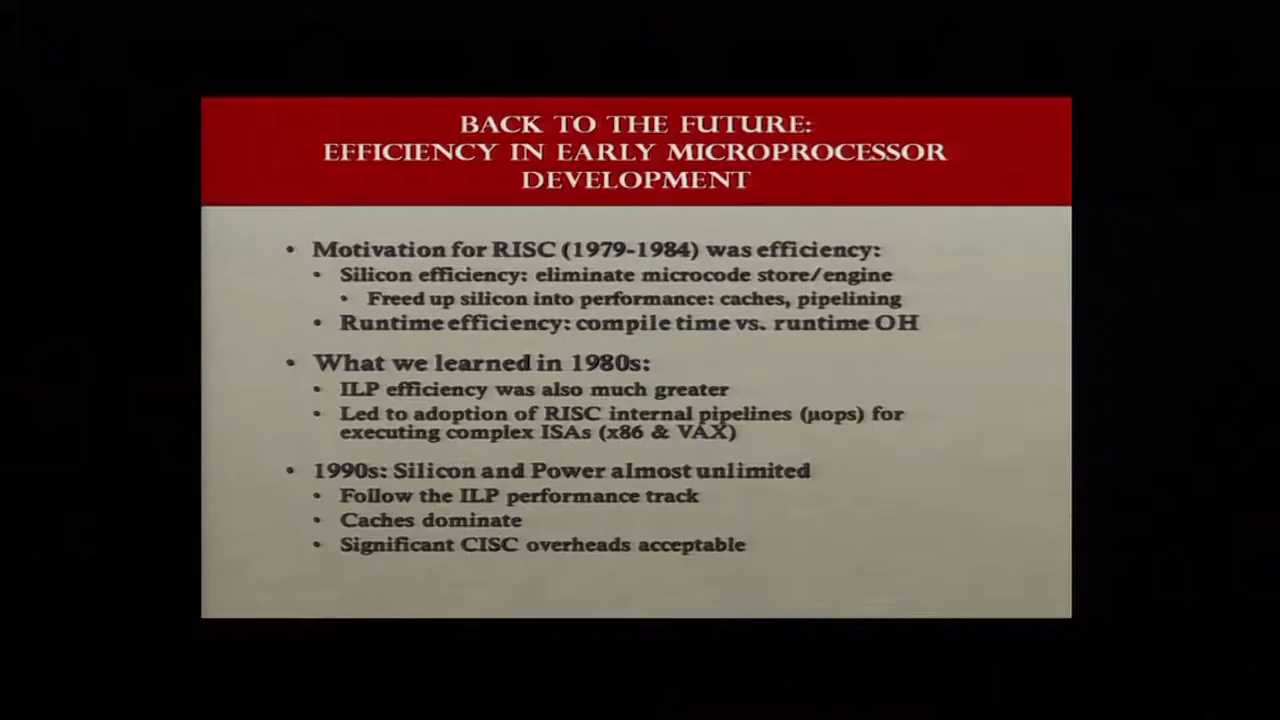 BACK TO THE FUTURE:
EFFICIENCY IN EARLY MICROPROCESSOR
DEVELOPMENT
• Motivation for RISC (1979-1984) was efficiency:
• Silicon efficiency: eliminate microcode store/engine
• Freed up silicon into performance: caches, pipelining
• Runtime efficiency: compile time vs. runtime OH
• What we learned in 1980s:
• ILP efficiency was also much greater
• Led to adoption of RISC internal pipelines (μops) for
executing complex ISAs (x86 & VAX)
• 1990s: Silicon and Power almost unlimited
• Follow the ILP performance track
• Caches dominate
• Significant CISC overheads acceptable